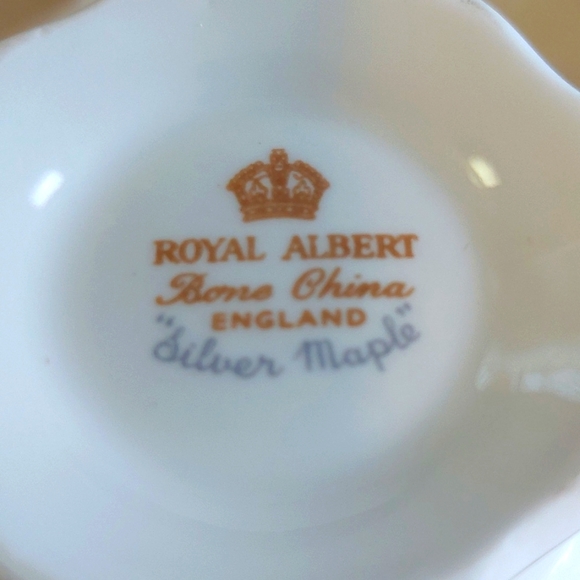 ROYAL ALBERT
Bone China
ENGLAND
"Silver Maple"